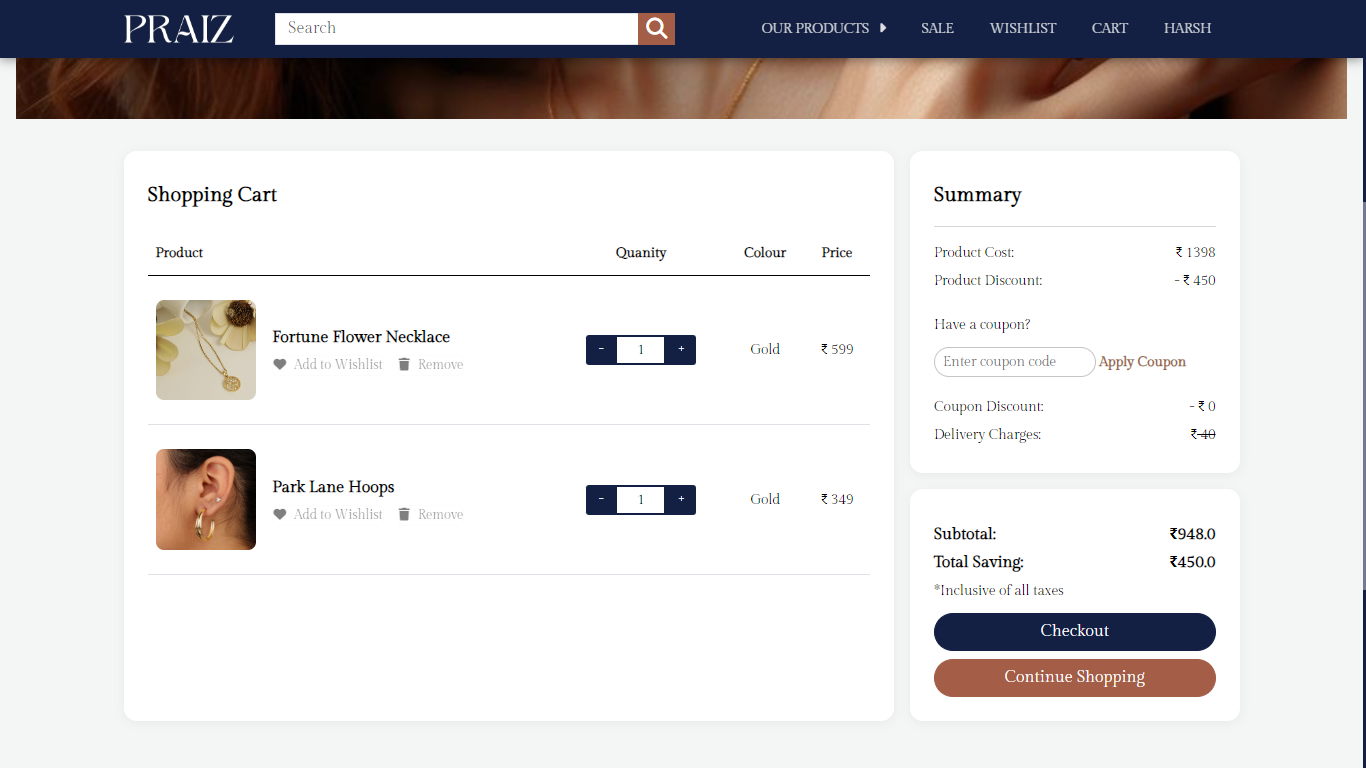 PRAIZ
Search
OUR PRODUCTS
SALE
WISHLIST
CART
HARSH
Shopping Cart
Product Quanity Colour Price
Fortune Flower Necklace
Add to Wishlist Remove
- 1 +
Gold
₹ 599
Park Lane Hoops
Add to Wishlist Remove
- 1 +
Gold
₹ 349
Summary
Product Cost: ₹ 1398
Product Discount: - ₹ 450
Have a coupon?
Enter coupon code Apply Coupon
Coupon Discount: - ₹ 0
Delivery Charges: ₹ 40
Subtotal: ₹948.0
Total Saving: ₹450.0
*Inclusive of all taxes
Checkout
Continue Shopping